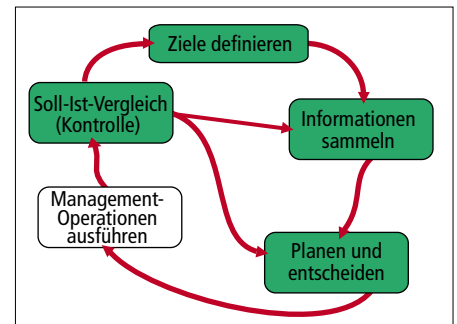 Ziele definieren
Soll-Ist-Vergleich
(Kontrolle)
Informationen
sammeln
Management-
Operationen
ausführen
Planen und
entscheiden